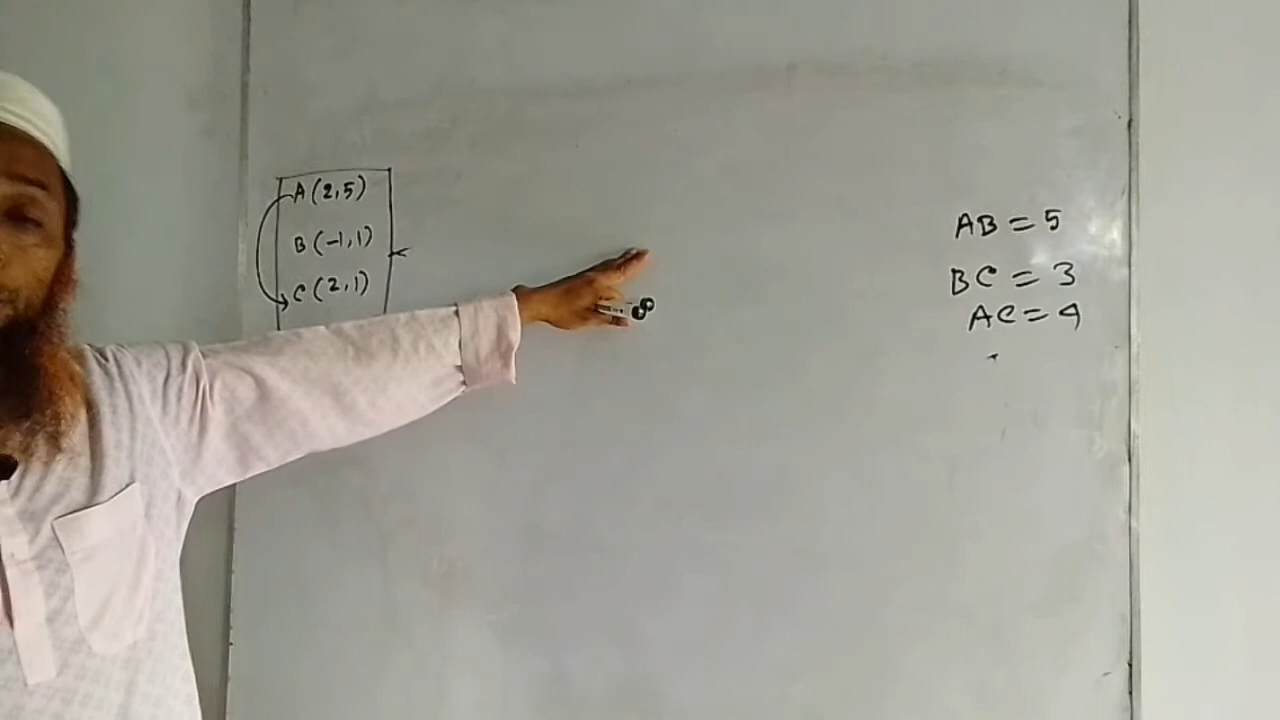 A(2,5)
B(-1,1)
C(2,1)
AB = 5
BC = 3
AC = 4